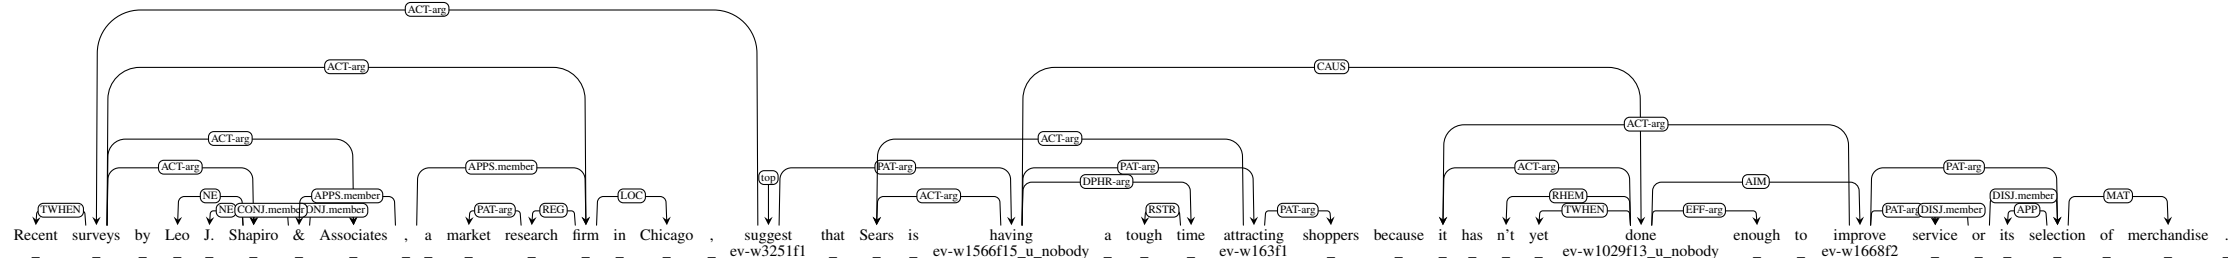 ACT-arg
ACT-arg CAUS
ACT-arg ACT-arg ACT-arg
ACT-arg APPS.member top PAT-arg PAT-arg ACT-arg PAT-arg
DPHR-arg AIM
NE APPS.member LOC ACT-arg RHEM DISJ.member MAT
TWHEN NE CONJ.member PAT-arg REG RSTR PAT-arg TWHEN EFF-arg DISJ.member APP
Recent surveys by Leo J. Shapiro & Associates , a market research firm in Chicago , suggest that Sears is having a tough time attracting shoppers because it has n't yet done enough to improve service or its selection of merchandise .
_ _ _ _ _ _ _ _ _ _ _ _ _ _ _ _ ev-w3251f1 _ _ _ ev-w1566f15_u_nobody _ _ _ ev-w163f1 _ _ _ _ _ _ ev-w1029f13_u_nobody _ _ ev-w1668f2 _ _ _ _ _ _ _